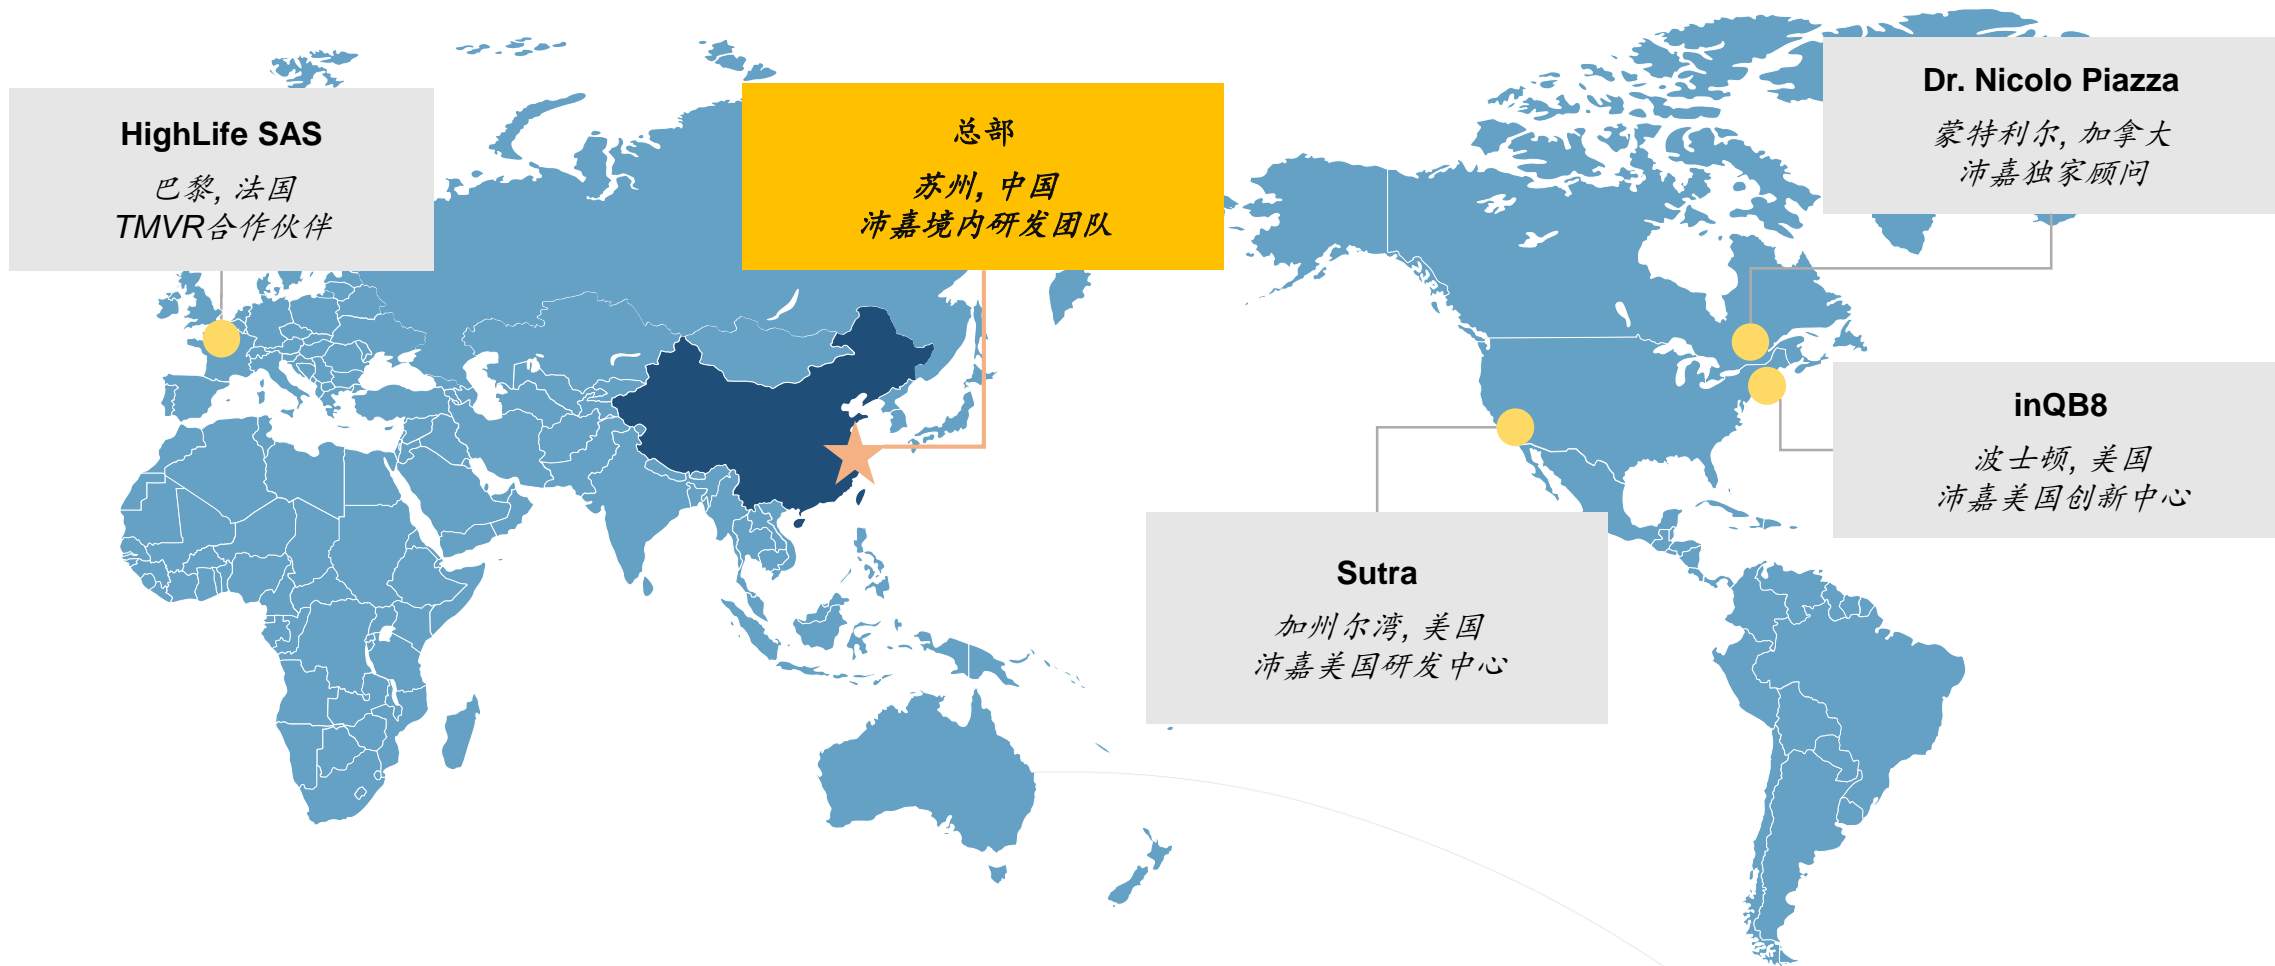 HighLife SAS
巴黎, 法国
TMVR合作伙伴
总部
苏州, 中国
沛嘉境内研发团队
Dr. Nicolo Piazza
蒙特利尔, 加拿大
沛嘉独家顾问
inQB8
波士顿, 美国
沛嘉美国创新中心
Sutra
加州尔湾, 美国
沛嘉美国研发中心